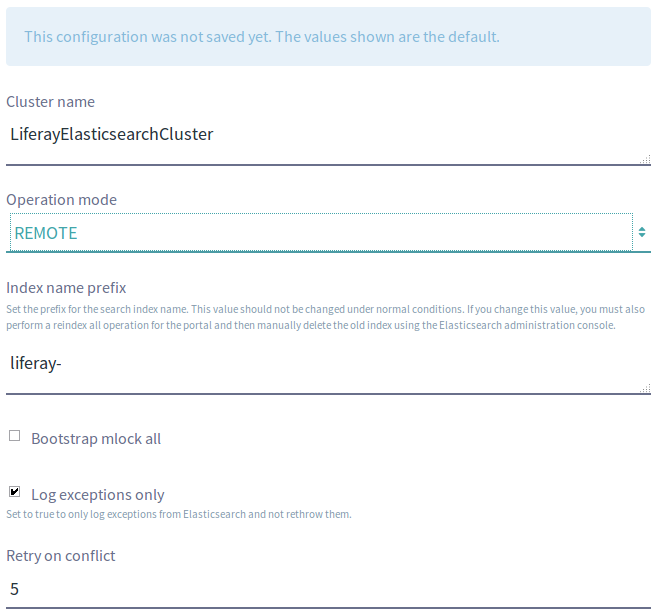 This configuration was not saved yet. The values shown are the default.
Cluster name
LiferayElasticsearchCluster
Operation mode
REMOTE
Index name prefix
Set the prefix for the search index name. This value should not be changed under normal conditions. If you change this value, you must also
perform a reindex all operation for the portal and then manually delete the old index using the Elasticsearch administration console.
liferay-
Bootstrap mlock all
Log exceptions only
Set to true to only log exceptions from Elasticsearch and not rethrow them.
Retry on conflict
5